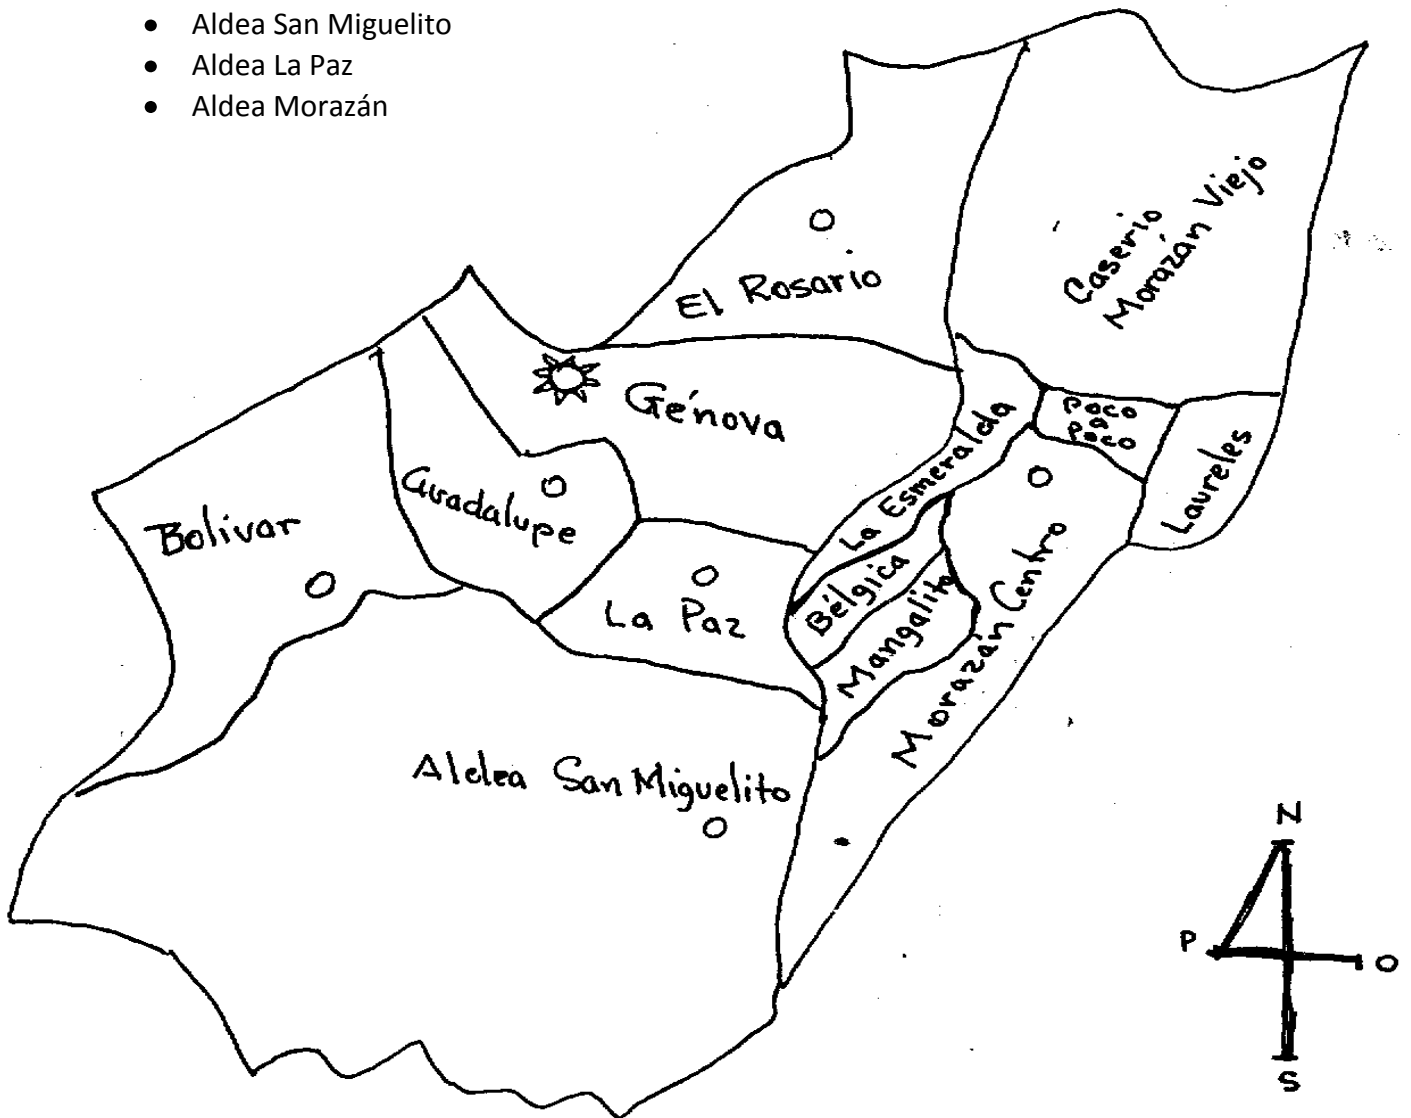 • Aldea San Miguelito
• Aldea La Paz
• Aldea Morazán
Caserio
Morazán Viejo
El Rosario
Génova
Poco
a
Poco
La Esmeralda
Laureles
Guadalupe
Bolivar
La Paz
Bélgica
Mangalito
Morazán Centro
Aldea San Miguelito
N
P
O
S